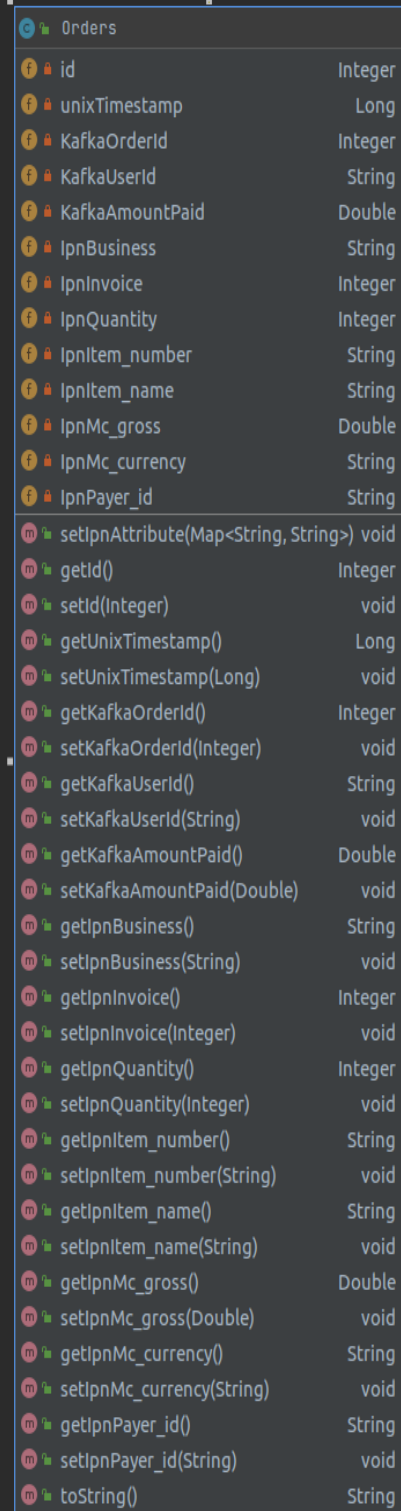 Orders
id Integer
unixTimestamp Long
KafkaOrderId Integer
KafkaUserId String
KafkaAmountPaid Double
IpnBusiness String
IpnInvoice Integer
IpnQuantity Integer
IpnItem_number String
IpnItem_name String
IpnMc_gross Double
IpnMc_currency String
IpnPayer_id String
setIpnAttribute(Map<String, String>) void
getId() Integer
setId(Integer) void
getUnixTimestamp() Long
setUnixTimestamp(Long) void
getKafkaOrderId() Integer
setKafkaOrderId(Integer) void
getKafkaUserId() String
setKafkaUserId(String) void
getKafkaAmountPaid() Double
setKafkaAmountPaid(Double) void
getIpnBusiness() String
setIpnBusiness(String) void
getIpnInvoice() Integer
setIpnInvoice(Integer) void
getIpnQuantity() Integer
setIpnQuantity(Integer) void
getIpnItem_number() String
setIpnItem_number(String) void
getIpnItem_name() String
setIpnItem_name(String) void
getIpnMc_gross() Double
setIpnMc_gross(Double) void
getIpnMc_currency() String
setIpnMc_currency(String) void
getIpnPayer_id() String
setIpnPayer_id(String) void
toString() String